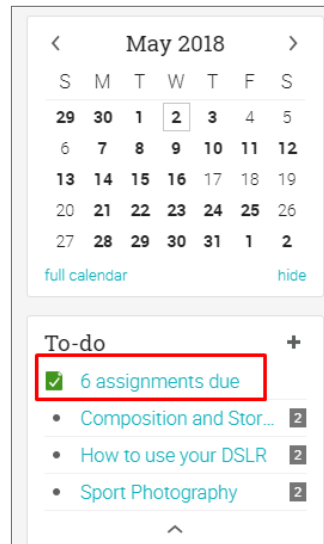 < May 2018 >
S M T W T F S
29 30 1 2 3 4 5
6 7 8 9 10 11 12
13 14 15 16 17 18 19
20 21 22 23 24 25 26
27 28 29 30 31 1 2
full calendar hide
To-do +
6 assignments due
• Composition and Stor... 2
• How to use your DSLR 2
• Sport Photography 2